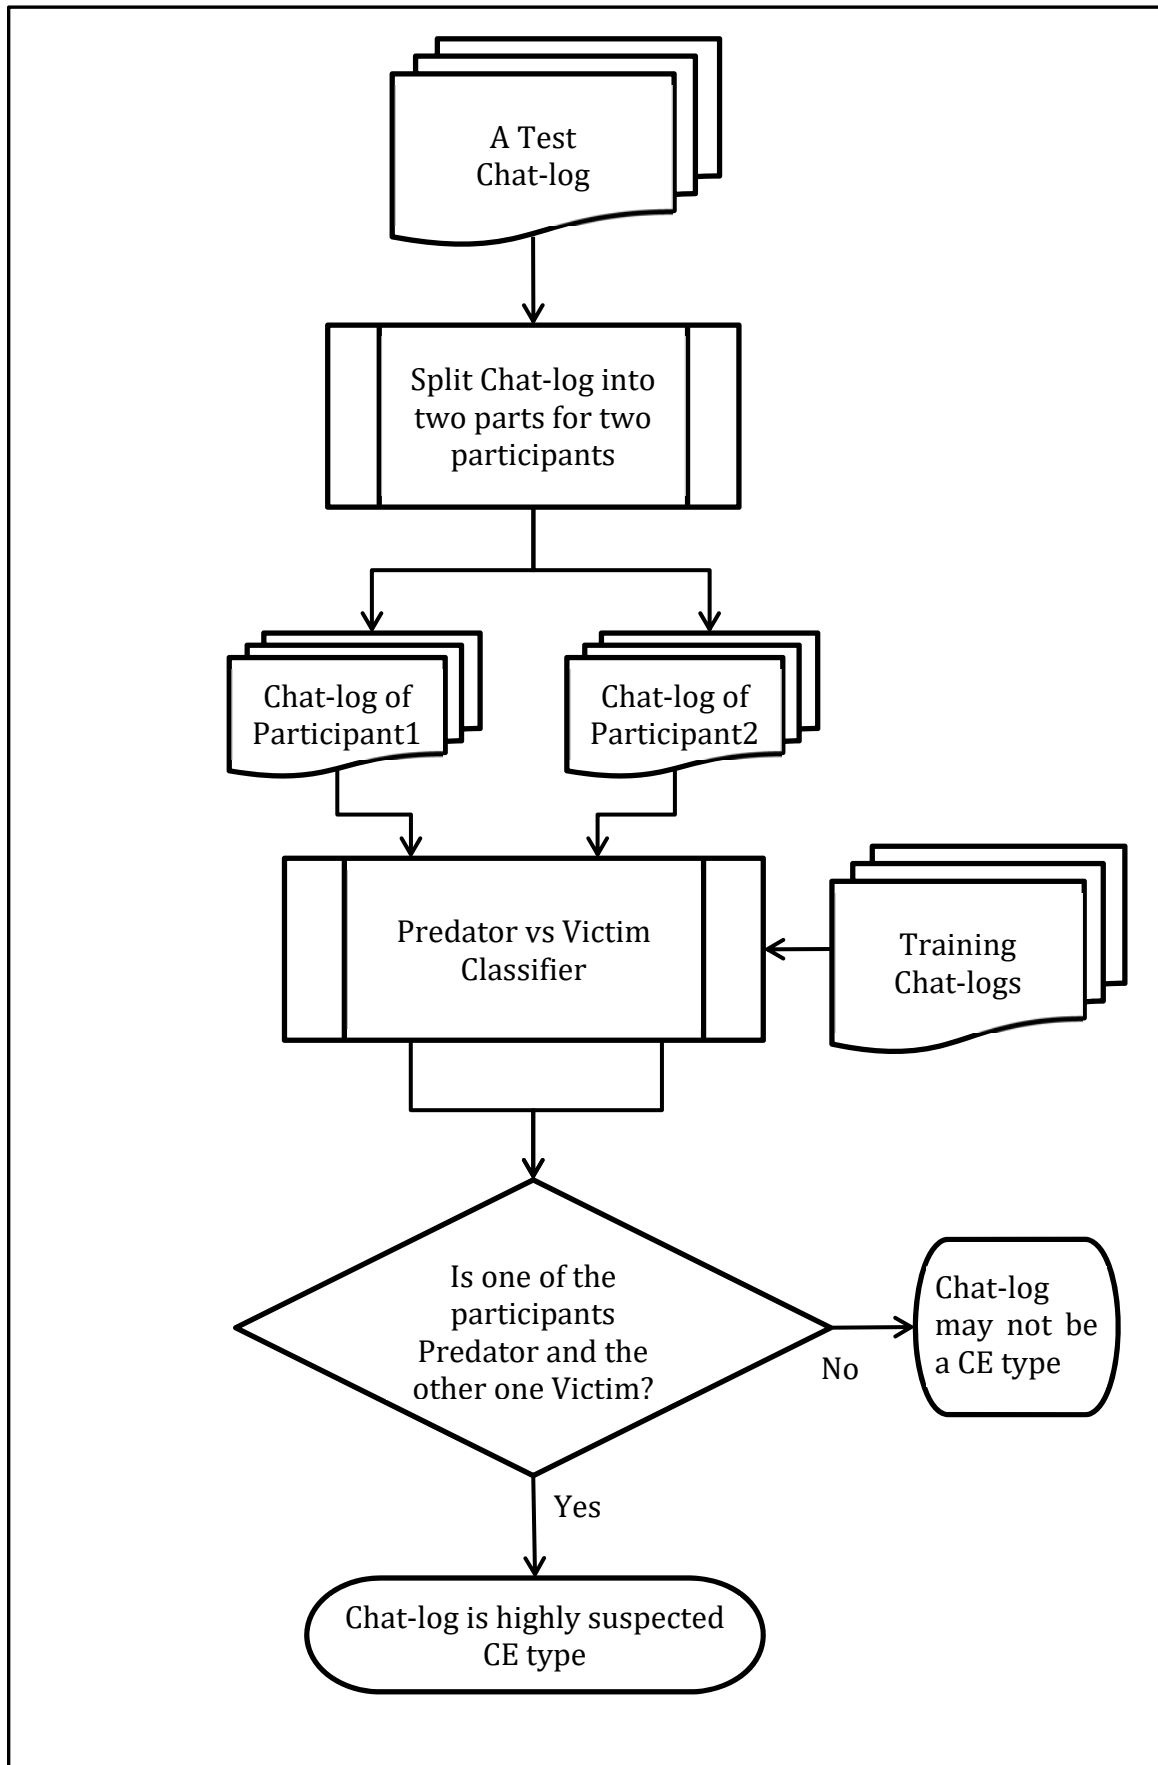 A Test
Chat-log
Split Chat-log into
two parts for two
participants
Chat-log of
Participant1
Chat-log of
Participant2
Predator vs Victim
Classifier
Training
Chat-logs
Is one of the
participants
Predator and the
other one Victim?
No
Chat-log
may not be
a CE type
Yes
Chat-log is highly suspected
CE type